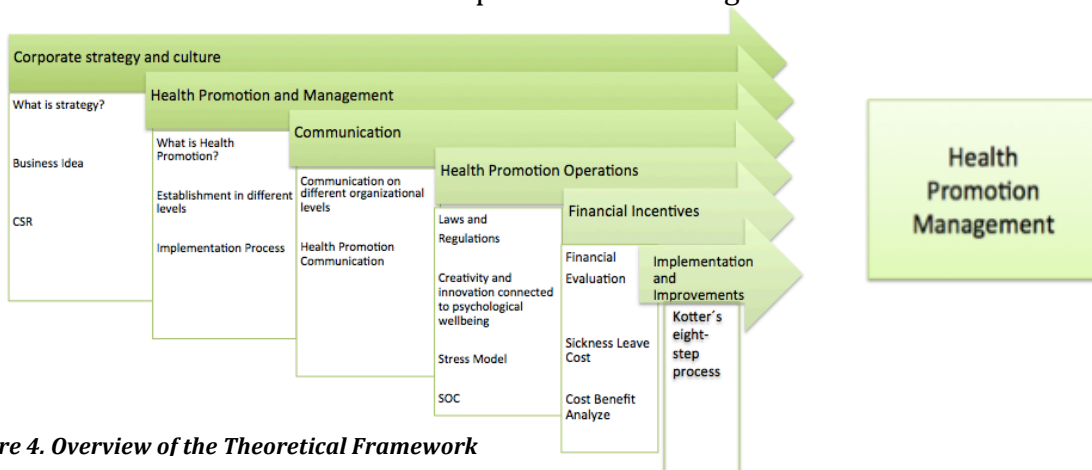 Corporate strategy and culture
What is strategy?
Business Idea
CSR
Health Promotion and Management
What is Health
Promotion?
Establishment in different
levels
Implementation Process
Communication
Communication on
different organizational
levels
Health Promotion
Communication
Health Promotion Operations
Laws and
Regulations
Creativity and
innovation connected
to psychological
wellbeing
Stress Model
SOC
Financial Incentives
Financial
Evaluation
Sickness Leave
Cost
Cost Benefit
Analyze
Implementation
and
Improvements
Kotter´s
eight-
step
process
Health
Promotion
Management
re 4. Overview of the Theoretical Framework